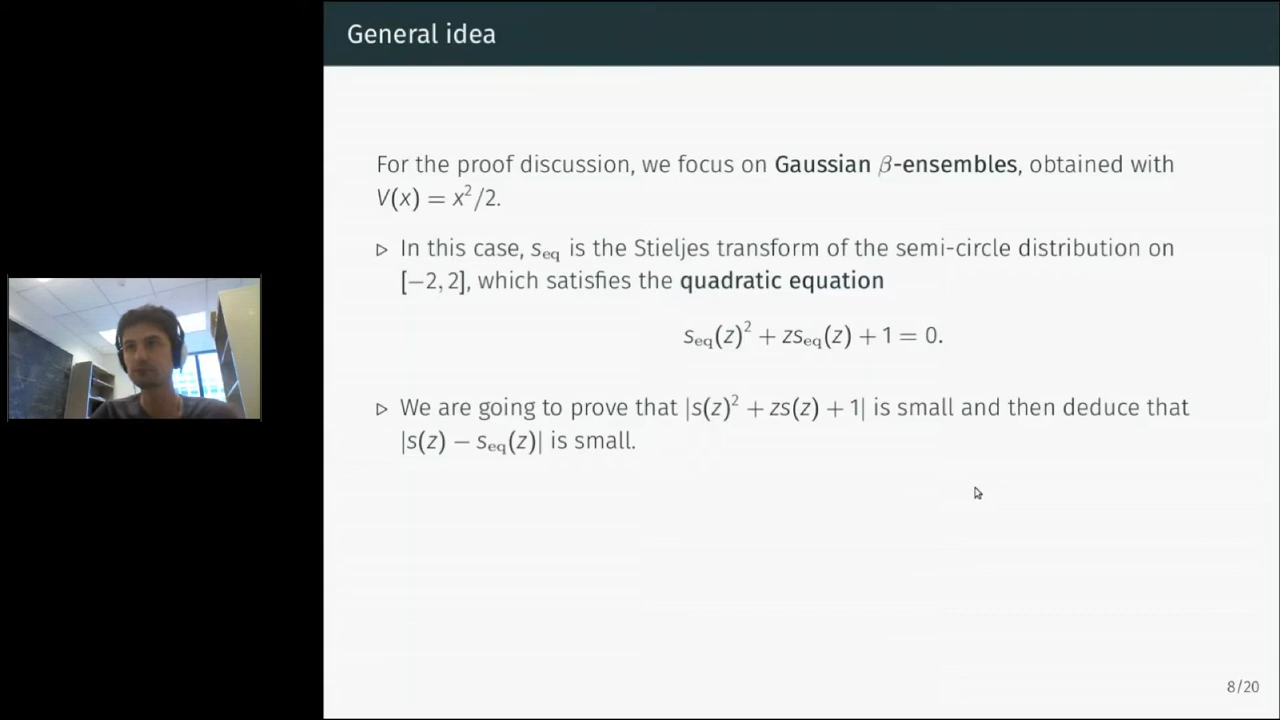 General idea
For the proof discussion, we focus on Gaussian β-ensembles, obtained with
V(x) = x²/2.
▷ In this case, s_eq is the Stieljes transform of the semi-circle distribution on
[−2, 2], which satisfies the quadratic equation
s_eq(z)² + zs_eq(z) + 1 = 0.
▷ We are going to prove that |s(z)² + zs(z) + 1| is small and then deduce that
|s(z) − s_eq(z)| is small.
8/20